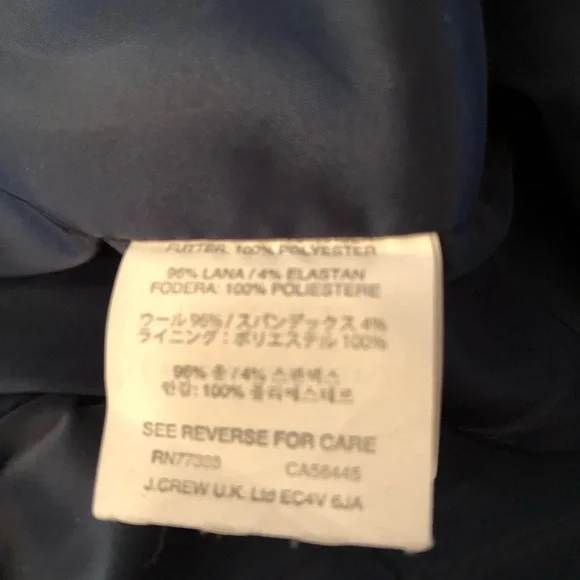 FUTTER: 100% POLYESTER
96% LANA / 4% ELASTAN
FODERA: 100% POLIESTERE
ウール 96% / スパンデックス 4%
ライニング : ポリエステル 100%
96% 울 / 4% 스판덱스
안감: 100% 폴리에스테르
SEE REVERSE FOR CARE
RN77388 CA56445
J.CREW U.K. Ltd EC4V 6JA